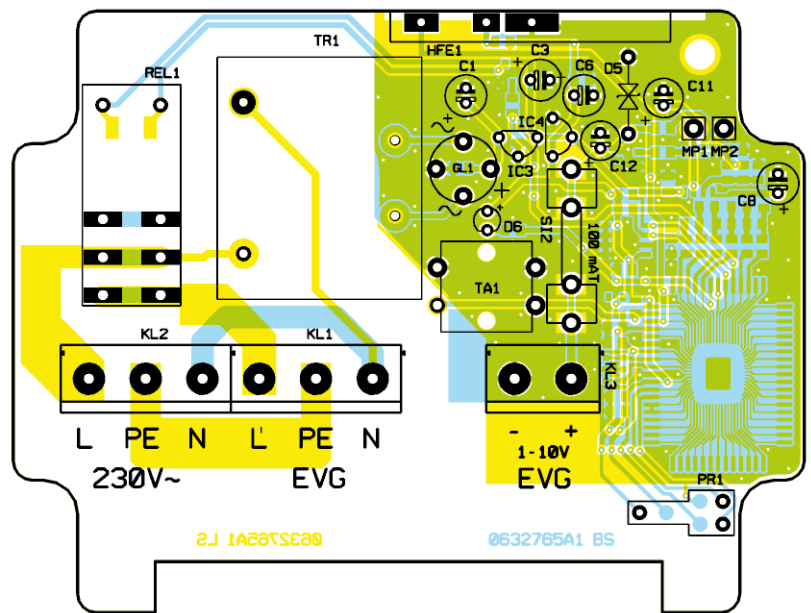 TR1
HFE1
C3
REL1
C1
C6
D5
C11
IC4
MP1 MP2
IC3
C12
GL1
C8
D6
SI2
100 mAT
TA1
KL2
KL1
KL3
L PE N L' PE N
- +
1-10V
230V~
EVG
EVG
PR1
0632765A1 LS
0632765A1 BS